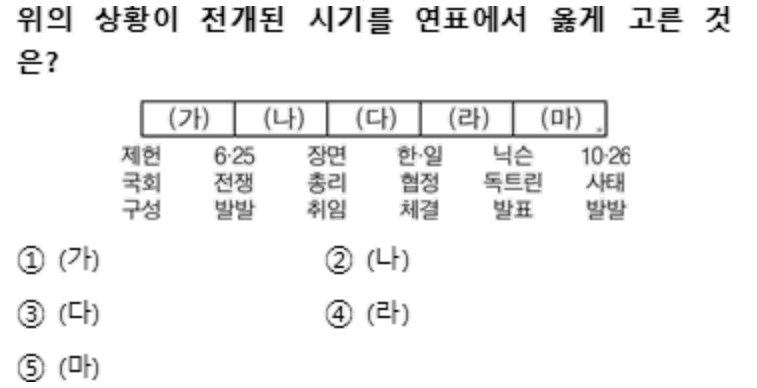 위의 상황이 전개된 시기를 연표에서 옳게 고른 것
은?
(가) (나) (다) (라) (마)
제헌 6·25 장면 한·일 닉슨 10·26
국회 전쟁 총리 협정 독트린 사태
구성 발발 취임 체결 발표 발발
① (가) ② (나)
③ (다) ④ (라)
⑤ (마)